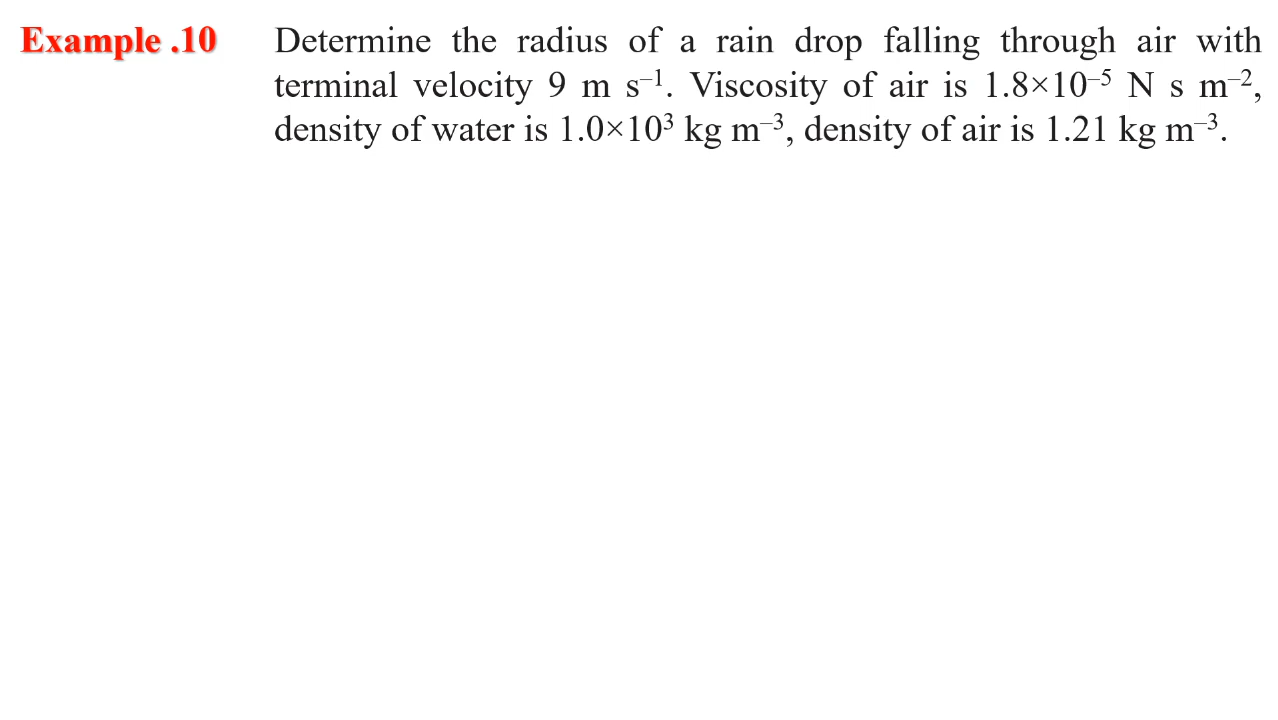 Example .10 Determine the radius of a rain drop falling through air with
terminal velocity 9 m s⁻¹. Viscosity of air is 1.8×10⁻⁵ N s m⁻²,
density of water is 1.0×10³ kg m⁻³, density of air is 1.21 kg m⁻³.